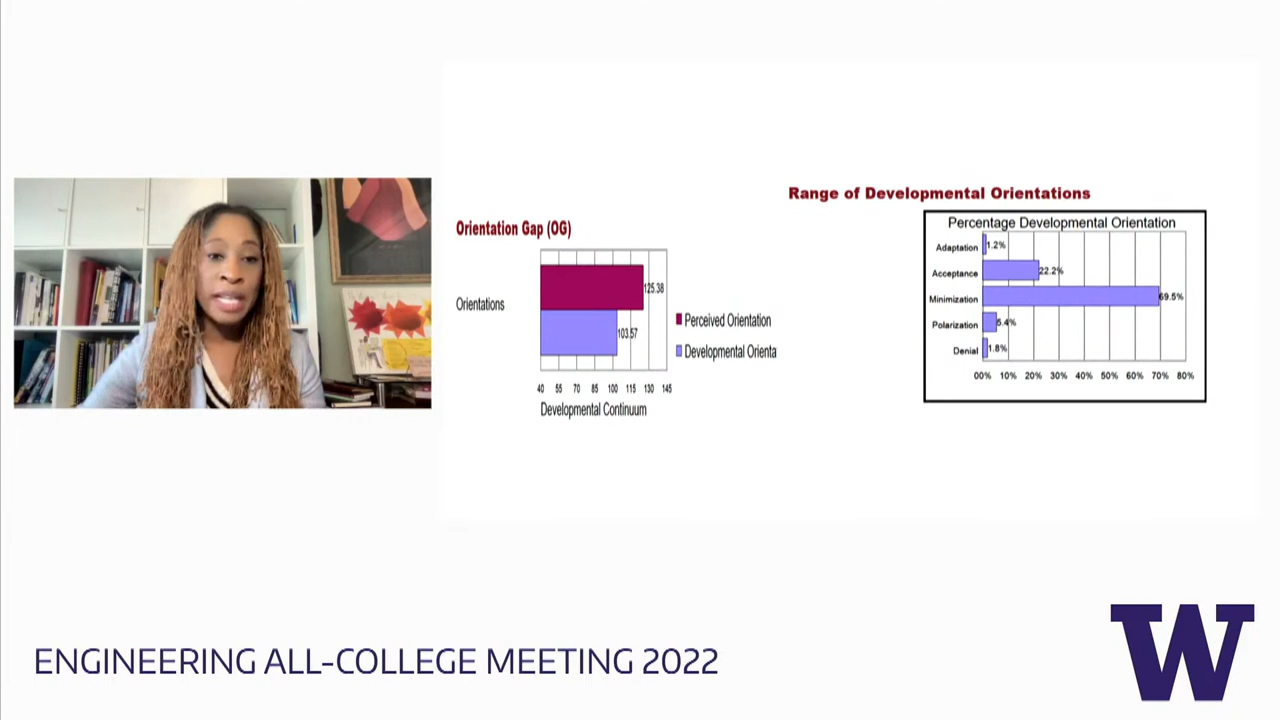 Range of Developmental Orientations
Orientation Gap (OG)
Orientations
125.38
103.57
Perceived Orientation
Developmental Orienta
40 55 70 85 100 115 130 145
Developmental Continuum
Percentage Developmental Orientation
Adaptation 1.2%
Acceptance 22.2%
Minimization 69.5%
Polarization 5.4%
Denial 1.8%
00% 10% 20% 30% 40% 50% 60% 70% 80%
ENGINEERING ALL-COLLEGE MEETING 2022
W